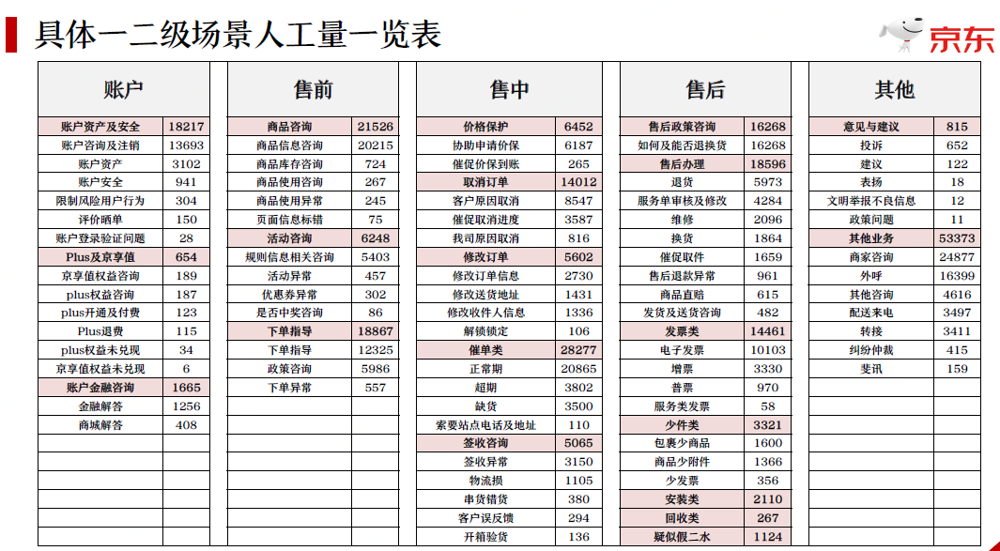 具体一二级场景人工量一览表
京东
账户
账户资产及安全 18217
账户咨询及注销 13693
账户资产 3102
账户安全 941
限制风险用户行为 304
评价晒单 150
账户登录验证问题 28
Plus及京享值 654
京享值权益咨询 189
plus权益咨询 187
plus开通及付费 123
Plus退费 115
plus权益未兑现 34
京享值权益未兑现 6
账户金融咨询 1665
金融解答 1256
商城解答 408
售前
商品咨询 21526
商品信息咨询 20215
商品库存咨询 724
商品使用咨询 267
商品使用异常 245
页面信息标错 75
活动咨询 6248
规则信息相关咨询 5403
活动异常 457
优惠券异常 302
是否中奖咨询 86
下单指导 18867
下单指导 12325
政策咨询 5986
下单异常 557
售中
价格保护 6452
协助申请价保 6187
催促价保到账 265
取消订单 14012
客户原因取消 8547
催促取消进度 3587
我司原因取消 816
修改订单 5602
修改订单信息 2730
修改送货地址 1431
修改收件人信息 1336
解锁锁定 106
催单类 28277
正常期 20865
超期 3802
缺货 3500
索要站点电话及地址 110
签收咨询 5065
签收异常 3150
物流损 1105
串货错货 380
客户误反馈 294
开箱验货 136
售后
售后政策咨询 16268
如何及能否退换货 16268
售后办理 18596
退货 5973
服务单审核及修改 4284
维修 2096
换货 1864
催促取件 1659
售后退款异常 961
商品直赔 615
发货及送货咨询 482
发票类 14461
电子发票 10103
增票 3330
普票 970
服务类发票 58
少件类 3321
包裹少商品 1600
商品少附件 1366
少发票 356
安装类 2110
回收类 267
疑似假二水 1124
其他
意见与建议 815
投诉 652
建议 122
表扬 18
文明举报不良信息 12
政策问题 11
其他业务 53373
商家咨询 24877
外呼 16399
其他咨询 4616
配送来电 3497
转接 3411
纠纷仲裁 415
斐讯 159